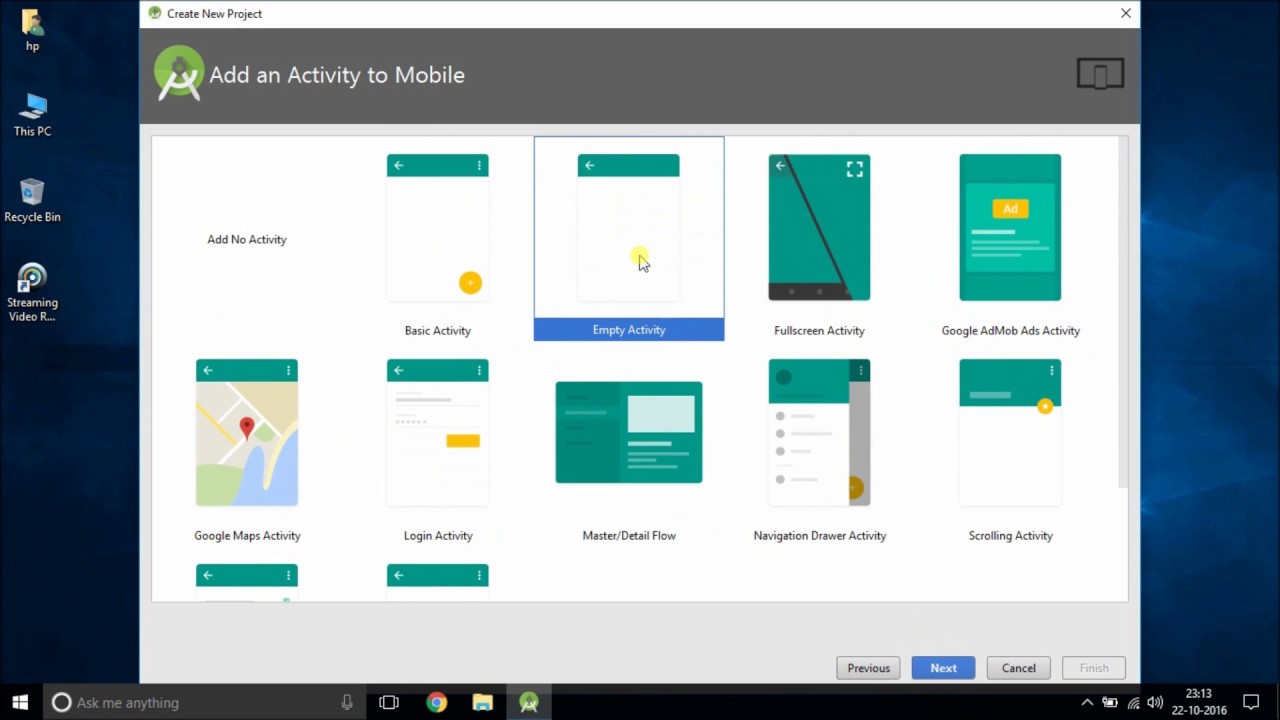 Create New Project
hp
Add an Activity to Mobile
This PC
Recycle Bin
Streaming
Video R...
Add No Activity
Ad
Basic Activity
Empty Activity
Fullscreen Activity
Google AdMob Ads Activity
Google Maps Activity
Login Activity
Master/Detail Flow
Navigation Drawer Activity
Scrolling Activity
Previous
Next
Cancel
Finish
Ask me anything
23:13
22-10-2016